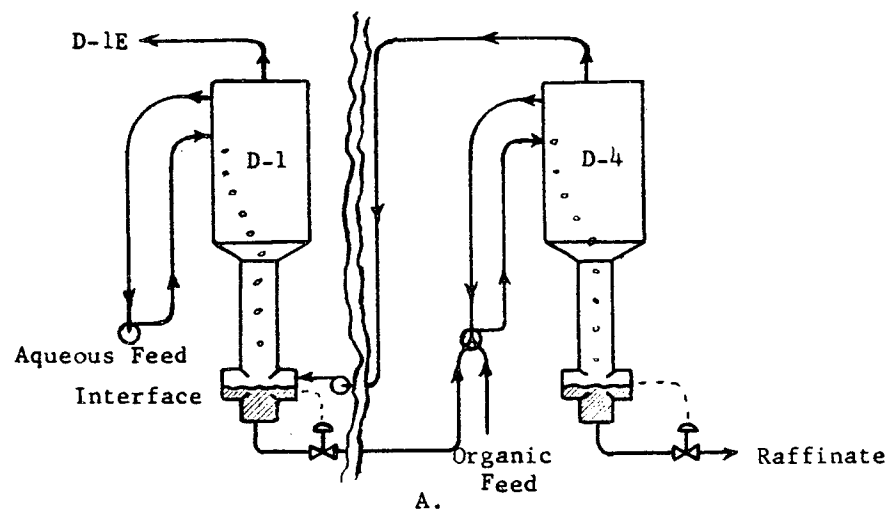 D-1E
D-1
D-4
Aqueous Feed
Interface
Organic
Feed
Raffinate
A.